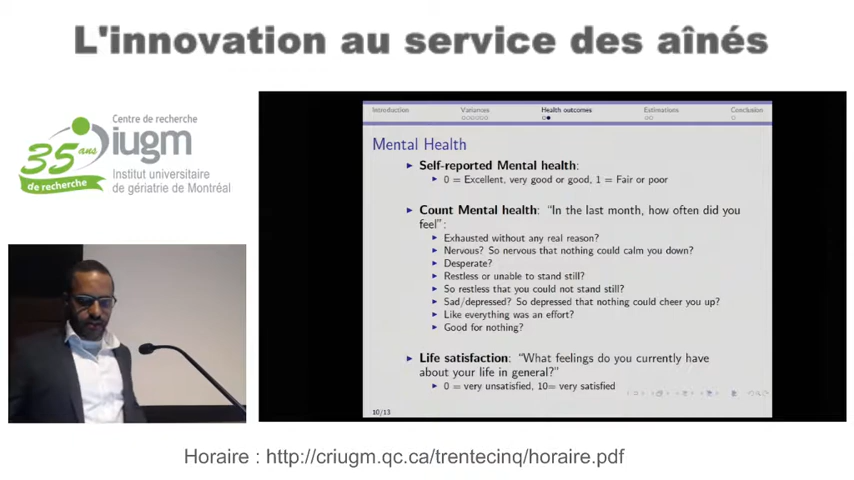 L'innovation au service des aînés
Centre de recherche
iugm
35 ans
de recherche
Institut universitaire
de gériatrie de Montréal
Introduction Variances Health outcomes Estimations Conclusion
Mental Health
Self-reported Mental health:
0 = Excellent, very good or good, 1 = Fair or poor
Count Mental health: "In the last month, how often did you
feel":
Exhausted without any real reason?
Nervous? So nervous that nothing could calm you down?
Desperate?
Restless or unable to stand still?
So restless that you could not stand still?
Sad/depressed? So depressed that nothing could cheer you up?
Like everything was an effort?
Good for nothing?
Life satisfaction: "What feelings do you currently have
about your life in general?"
0 = very unsatisfied, 10= very satisfied
10/13
Horaire : http://criugm.qc.ca/trentecinq/horaire.pdf